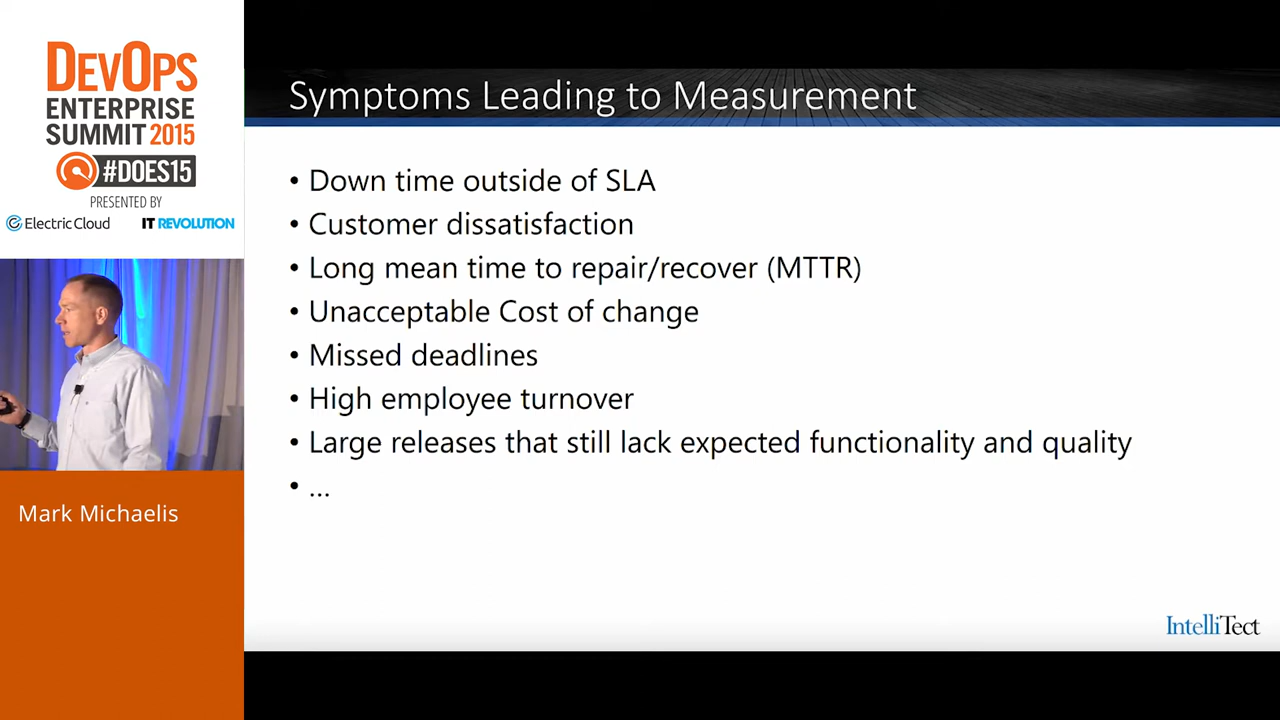 DEVOPS
ENTERPRISE
SUMMIT 2015
#DOES15
PRESENTED BY
Electric Cloud
IT REVOLUTION
Mark Michaelis
Symptoms Leading to Measurement
• Down time outside of SLA
• Customer dissatisfaction
• Long mean time to repair/recover (MTTR)
• Unacceptable Cost of change
• Missed deadlines
• High employee turnover
• Large releases that still lack expected functionality and quality
• ...
IntelliTect